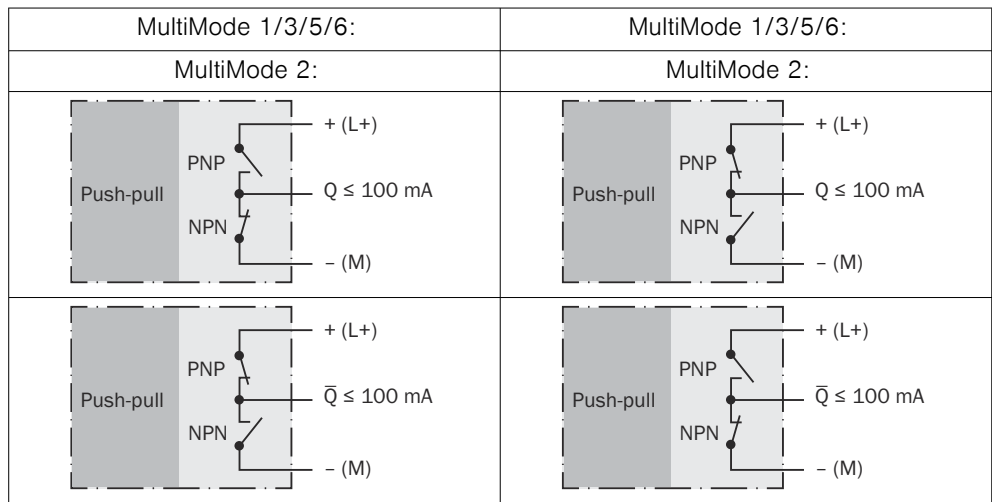 MultiMode 1/3/5/6:
MultiMode 1/3/5/6:
MultiMode 2:
MultiMode 2:
+ (L+)
PNP
Push-pull
Q ≤ 100 mA
NPN
– (M)
+ (L+)
PNP
Push-pull
Q ≤ 100 mA
NPN
– (M)
+ (L+)
PNP
Push-pull
Q̅ ≤ 100 mA
NPN
– (M)
+ (L+)
PNP
Push-pull
Q̅ ≤ 100 mA
NPN
– (M)